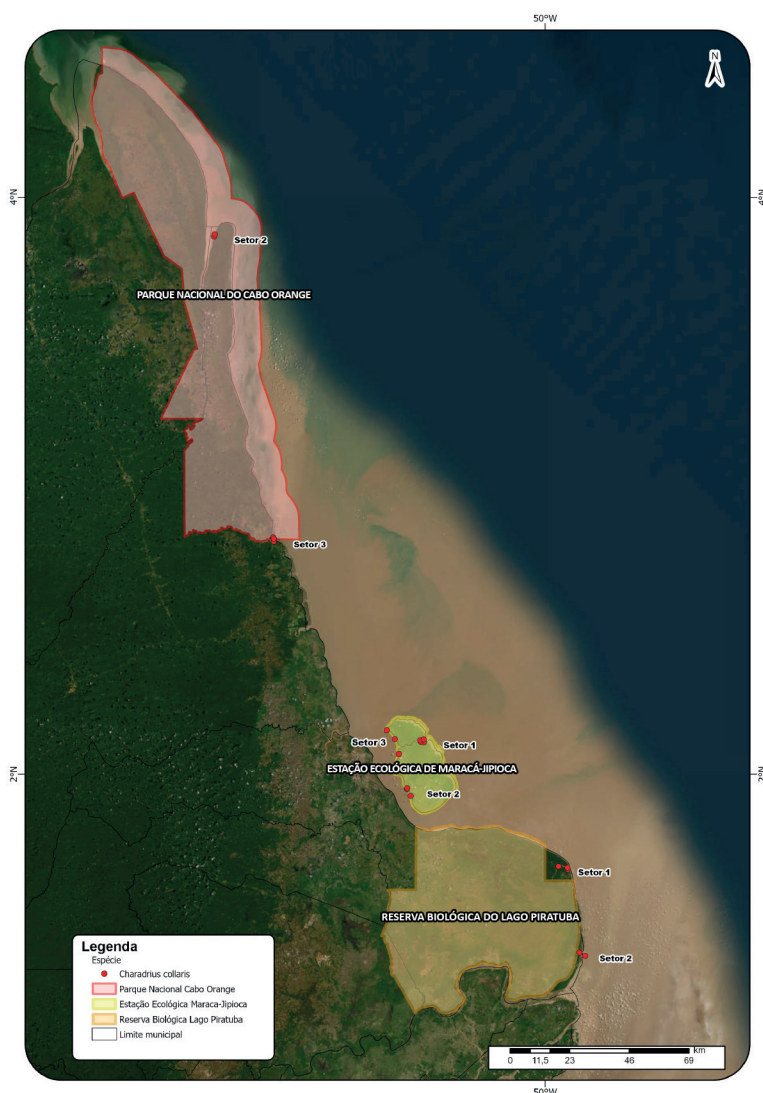 50°W
N
4°N
4°N
Setor 2
PARQUE NACIONAL DO CABO ORANGE
Setor 3
Setor 3
Setor 1
2°N
2°N
ESTAÇÃO ECOLÓGICA DE MARACÁ-JIPIOCA
Setor 2
Setor 1
RESERVA BIOLÓGICA DO LAGO PIRATUBA
Setor 2
Legenda
Espécie
Charadrius collaris
Parque Nacional Cabo Orange
Estação Ecológica Maraca-Jipioca
Reserva Biológica Lago Piratuba
Limite municipal
km
0 11,5 23 46 69
50°W